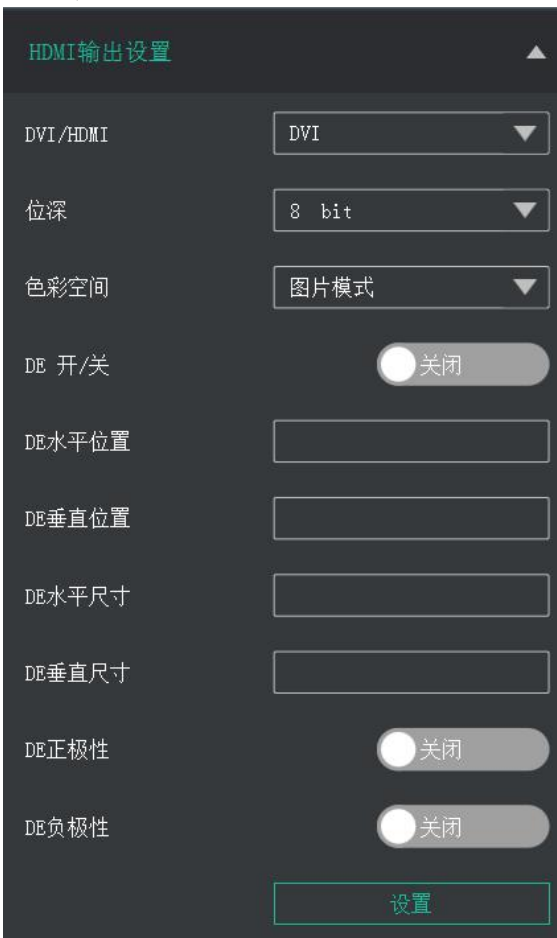 HDMI输出设置
DVI/HDMI DVI
位深 8 bit
色彩空间 图片模式
DE 开/关 关闭
DE水平位置
DE垂直位置
DE水平尺寸
DE垂直尺寸
DE正极性 关闭
DE负极性 关闭
设置